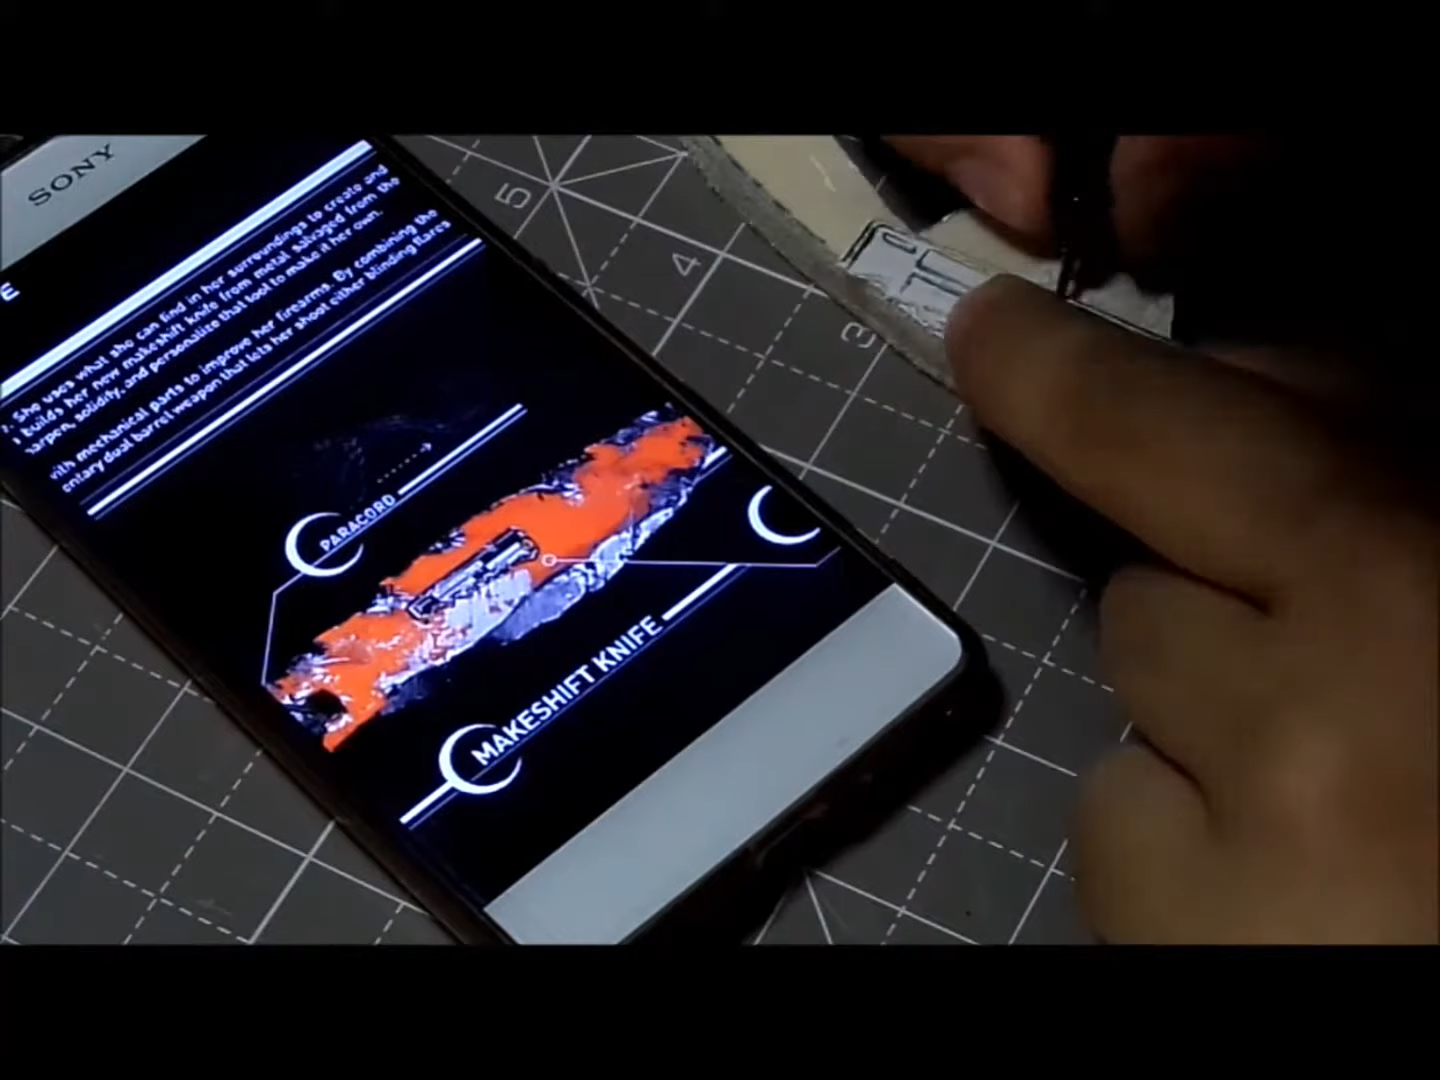 SONY
E
. She uses what she can find in her surroundings to create and
builds her new makeshift knife from metal salvaged from the
harpen, solidify, and personalize that tool to make it her own.
with mechanical parts to improve her firearms. By combining the
entary dual barrel weapon that lets her shoot either blinding flares
PARACORD
MAKESHIFT KNIFE
5
4
3